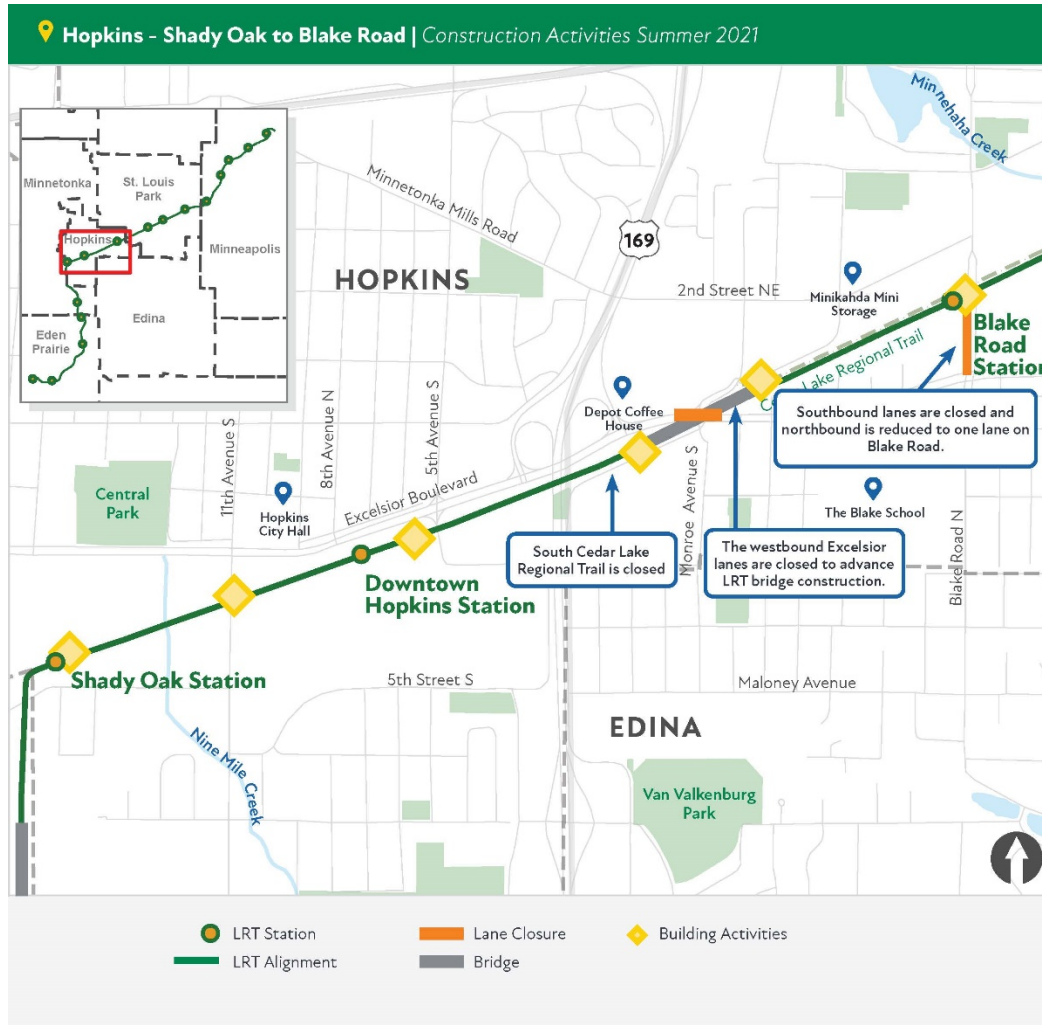 Hopkins - Shady Oak to Blake Road | Construction Activities Summer 2021
Minnetonka
St. Louis
Park
Hopkins
Minneapolis
Edina
Eden
Prairie
Minnehaha Creek
Minnetonka Mills Road
169
HOPKINS
2nd Street NE
Minikahda Mini
Storage
Blake
Road
Station
Lake Regional Trail
Depot Coffee
House
Southbound lanes are closed and
northbound is reduced to one lane on
Blake Road.
5th Avenue S
8th Avenue N
11th Avenue S
Central
Park
Hopkins
City Hall
Excelsior Boulevard
Monroe Avenue S
The Blake School
Blake Road N
South Cedar Lake
Regional Trail is closed
The westbound Excelsior
lanes are closed to advance
LRT bridge construction.
Downtown
Hopkins Station
Shady Oak Station
5th Street S
Maloney Avenue
EDINA
Nine Mile Creek
Van Valkenburg
Park
LRT Station
Lane Closure
Building Activities
LRT Alignment
Bridge